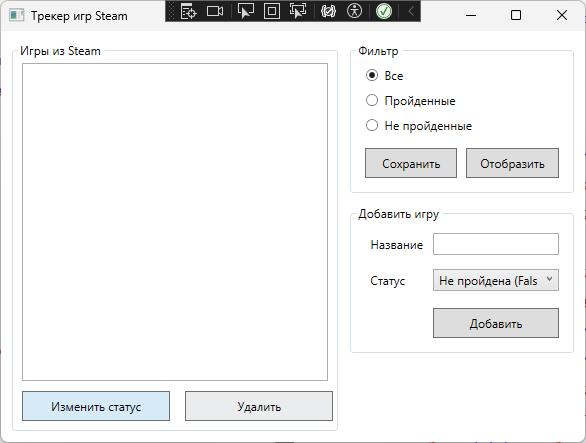 Трекер игр Steam
Игры из Steam
Изменить статус
Удалить
Фильтр
Все
Пройденные
Не пройденные
Сохранить
Отобразить
Добавить игру
Название
Статус
Не пройдена (Fals
Добавить